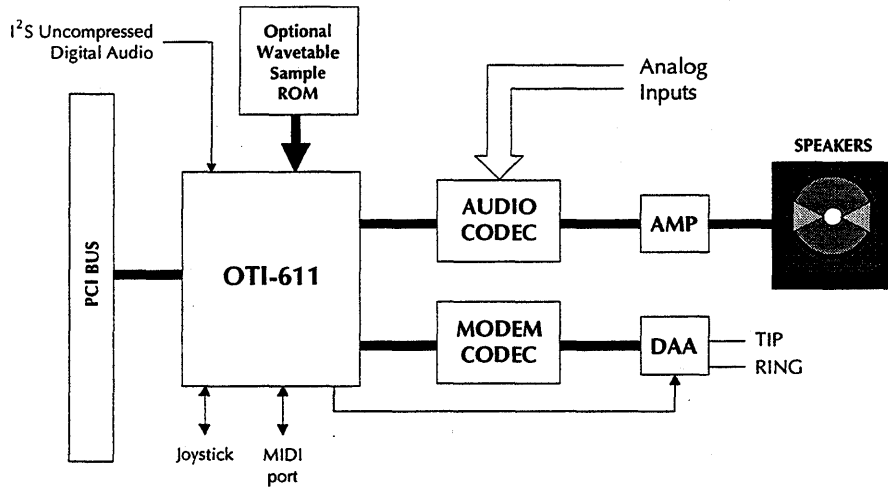 I²S Uncompressed
Digital Audio
Optional
Wavetable
Sample
ROM
Analog
Inputs
SPEAKERS
PCI BUS
OTI-611
AUDIO
CODEC
AMP
MODEM
CODEC
DAA
TIP
RING
Joystick
MIDI
port